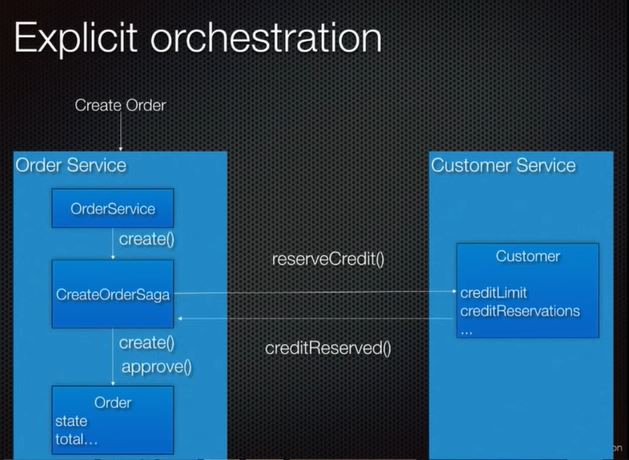 Explicit orchestration
Create Order
Order Service
OrderService
create()
CreateOrderSaga
create()
approve()
Order
state
total...
reserveCredit()
creditReserved()
Customer Service
Customer
creditLimit
creditReservations
...